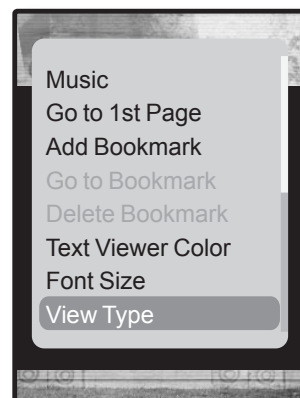 Music
Go to 1st Page
Add Bookmark
Go to Bookmark
Delete Bookmark
Text Viewer Color
Font Size
View Type